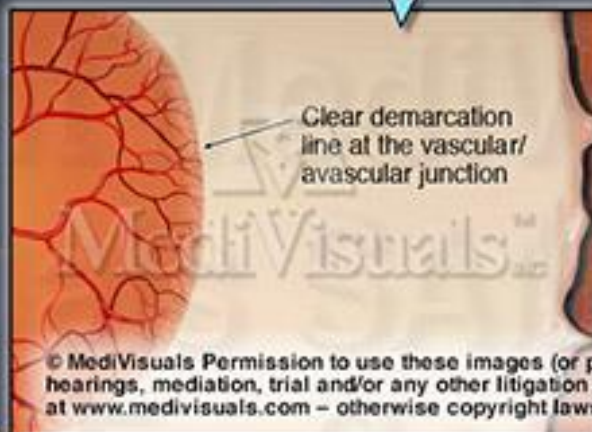 Clear demarcation
line at the vascular/
avascular junction
MediVisuals
© MediVisuals Permission to use these images (or p
hearings, mediation, trial and/or any other litigation
at www.medivisuals.com – otherwise copyright laws